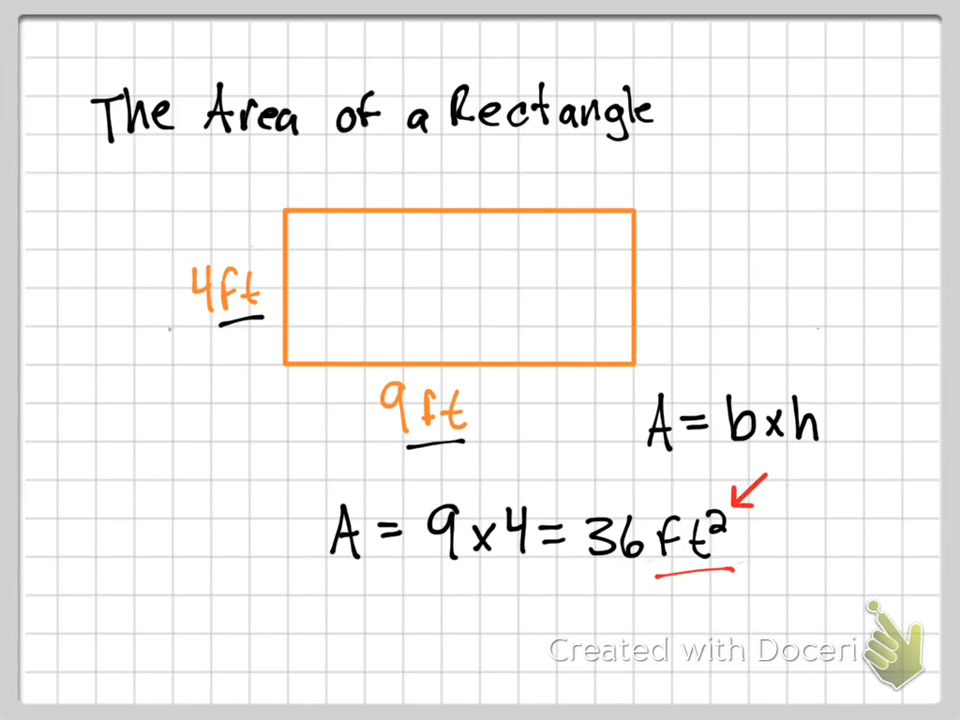 The Area of a Rectangle
4ft
9ft
A = b x h
A = 9 x 4 = 36 ft²
Created with Doceri